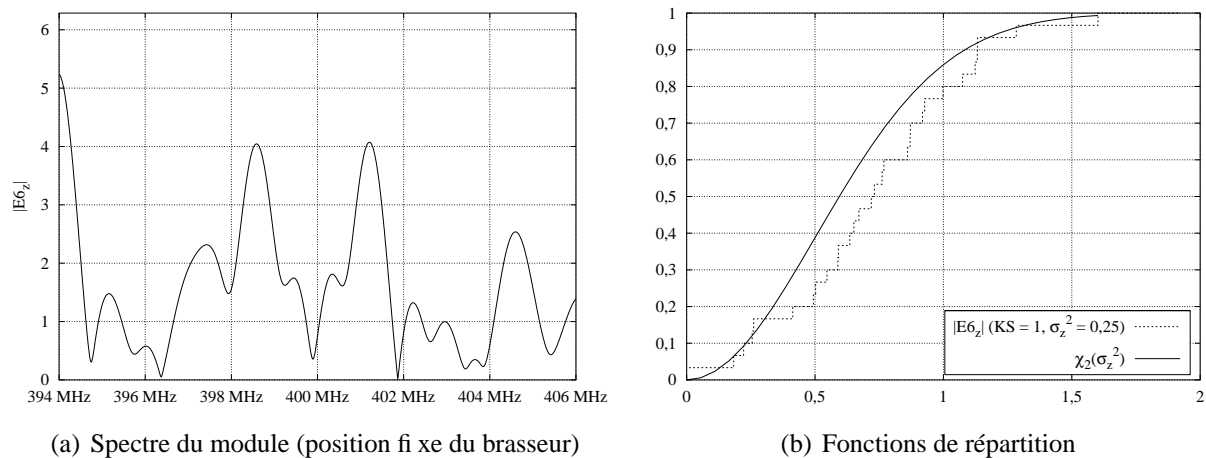 6
5
4
3
2
1
0
|E6z|
394 MHz 396 MHz 398 MHz 400 MHz 402 MHz 404 MHz 406 MHz
(a) Spectre du module (position fi xe du brasseur)
1
0,9
0,8
0,7
0,6
0,5
0,4
0,3
0,2
0,1
0
0 0,5 1 1,5 2
|E6z| (KS = 1, σz² = 0,25)
χ2(σz²)
(b) Fonctions de répartition